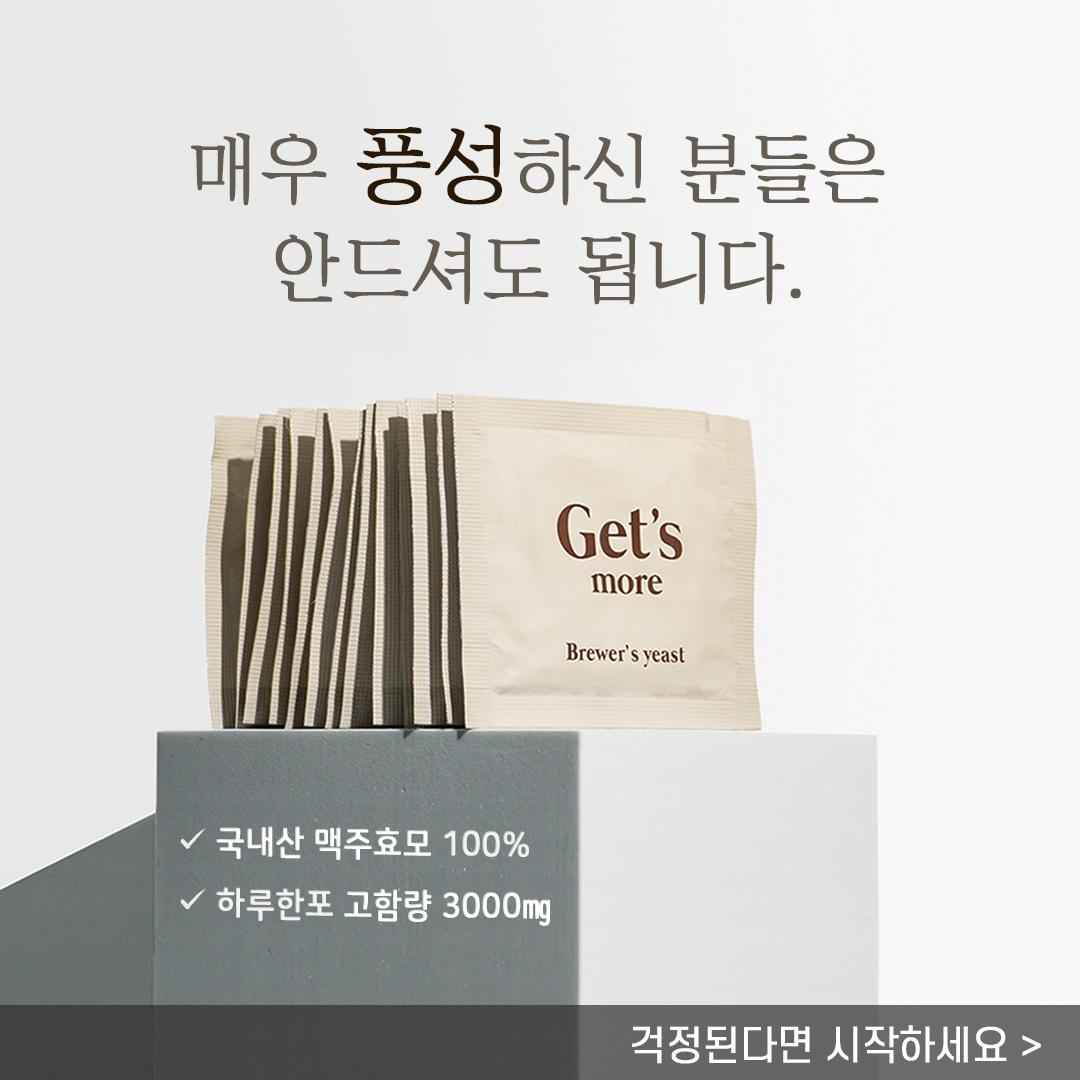 매우 풍성하신 분들은
안드셔도 됩니다.
Get's
more
Brewer's yeast
✓ 국내산 맥주효모 100%
✓ 하루한포 고함량 3000㎎
걱정된다면 시작하세요 >